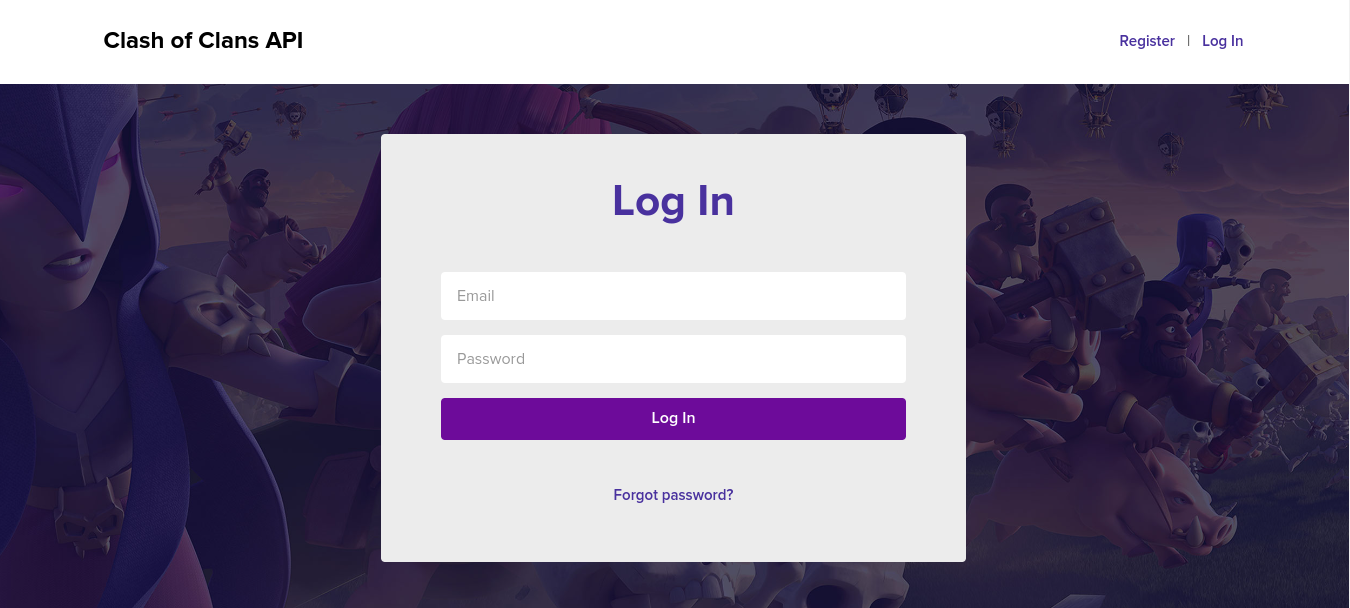 Clash of Clans API
Register | Log In
Log In
Email
Password
Log In
Forgot password?